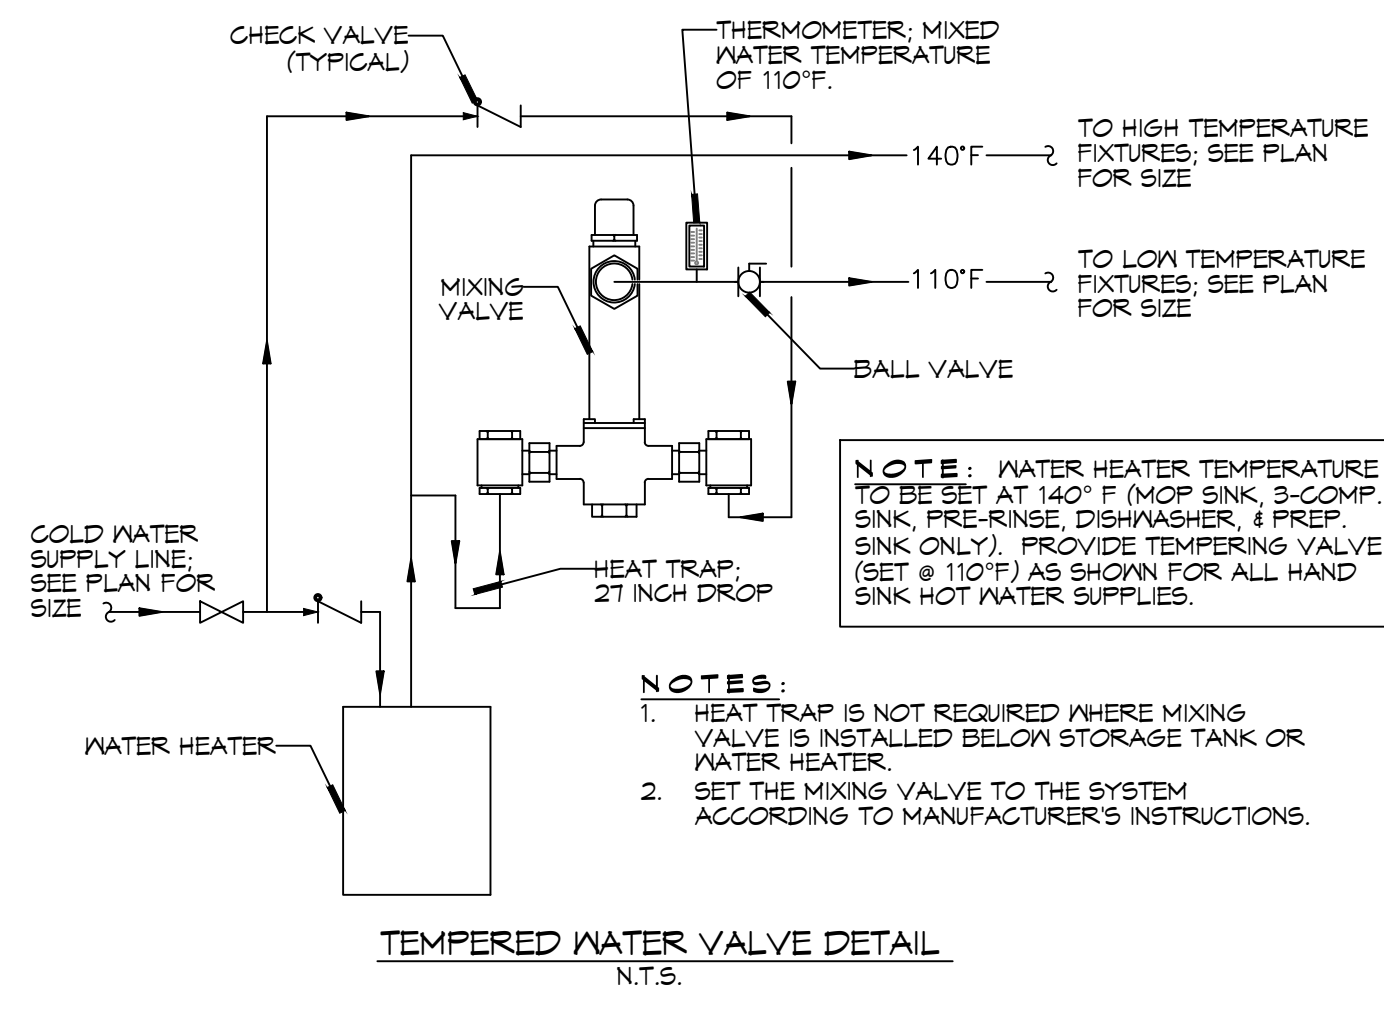 CHECK VALVE
(TYPICAL)
THERMOMETER; MIXED
WATER TEMPERATURE
OF 110°F.
140°F
TO HIGH TEMPERATURE
FIXTURES; SEE PLAN
FOR SIZE
110°F
TO LOW TEMPERATURE
FIXTURES; SEE PLAN
FOR SIZE
MIXING
VALVE
BALL VALVE
NOTE: WATER HEATER TEMPERATURE
TO BE SET AT 140° F (MOP SINK, 3-COMP.
SINK, PRE-RINSE, DISHWASHER, & PREP.
SINK ONLY). PROVIDE TEMPERING VALVE
(SET @ 110°F) AS SHOWN FOR ALL HAND
SINK HOT WATER SUPPLIES.
COLD WATER
SUPPLY LINE;
SEE PLAN FOR
SIZE
HEAT TRAP;
27 INCH DROP
WATER HEATER
NOTES:
1. HEAT TRAP IS NOT REQUIRED WHERE MIXING
VALVE IS INSTALLED BELOW STORAGE TANK OR
WATER HEATER.
2. SET THE MIXING VALVE TO THE SYSTEM
ACCORDING TO MANUFACTURER'S INSTRUCTIONS.
TEMPERED WATER VALVE DETAIL
N.T.S.